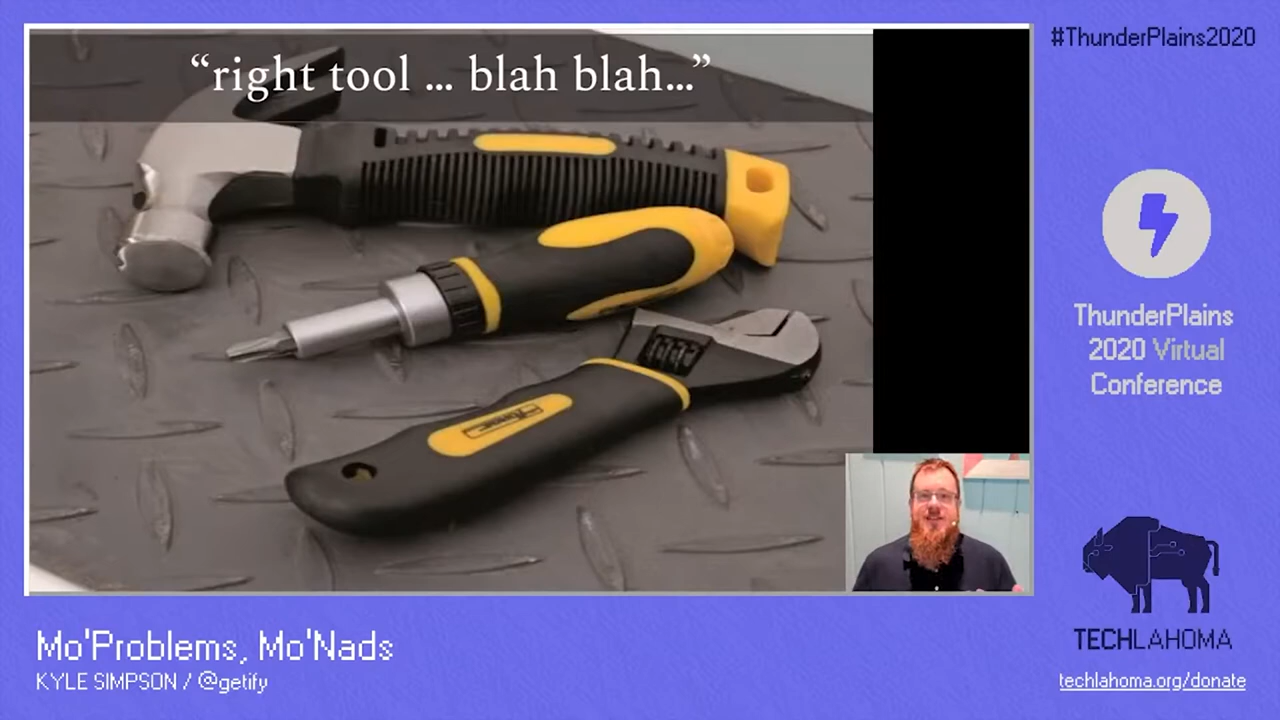 “right tool ... blah blah...”
#ThunderPlains2020
ThunderPlains
2020 Virtual
Conference
TECHLAHOMA
techlahoma.org/donate
Mo'Problems, Mo'Nads
KYLE SIMPSON / @getify